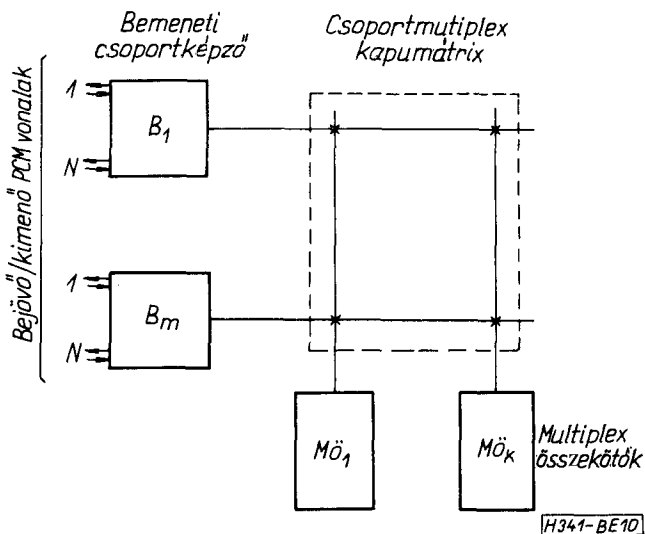 Bemeneti
csoportképző
Csoportmutiplex
kapumátrix
Bejövő/kimenő PCM vonalak
1
B1
N
1
Bm
N
Mö1
Mök
Multiplex
összekötők
H341-BE10